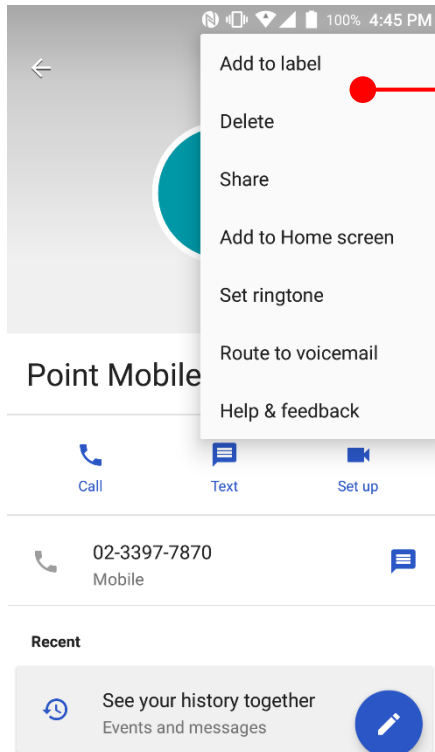 100% 4:45 PM
Add to label
Delete
Share
Add to Home screen
Set ringtone
Route to voicemail
Help & feedback
Point Mobile
Call Text Set up
02-3397-7870
Mobile
Recent
See your history together
Events and messages